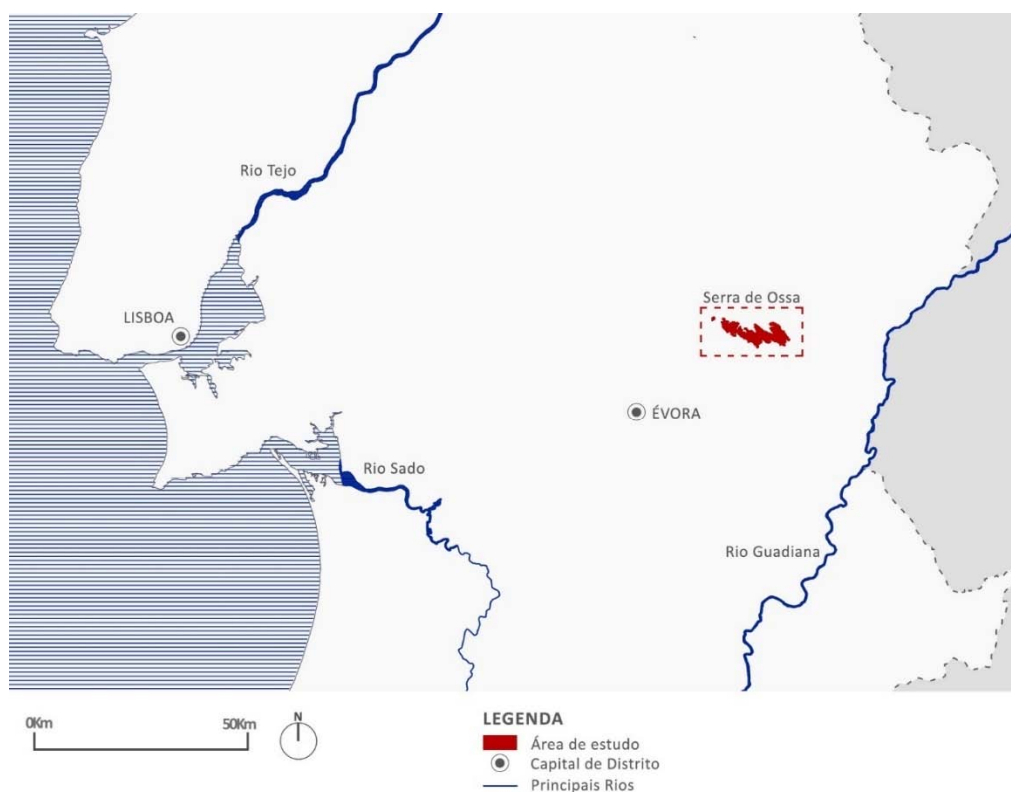 Rio Tejo
Serra de Ossa
LISBOA
ÉVORA
Rio Sado
Rio Guadiana
0Km 50Km
N
LEGENDA
Área de estudo
Capital de Distrito
Principais Rios